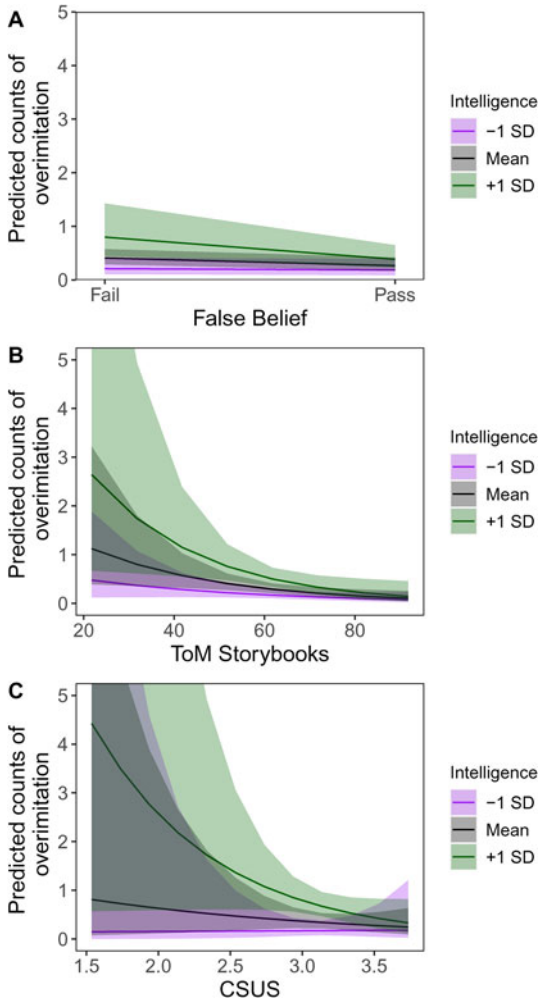 A
Predicted counts of
overimitation
5
4
3
2
1
0
Fail
Pass
False Belief
Intelligence
−1 SD
Mean
+1 SD
B
Predicted counts of
overimitation
5
4
3
2
1
0
20
40
60
80
ToM Storybooks
Intelligence
−1 SD
Mean
+1 SD
C
Predicted counts of
overimitation
5
4
3
2
1
0
1.5
2.0
2.5
3.0
3.5
CSUS
Intelligence
−1 SD
Mean
+1 SD